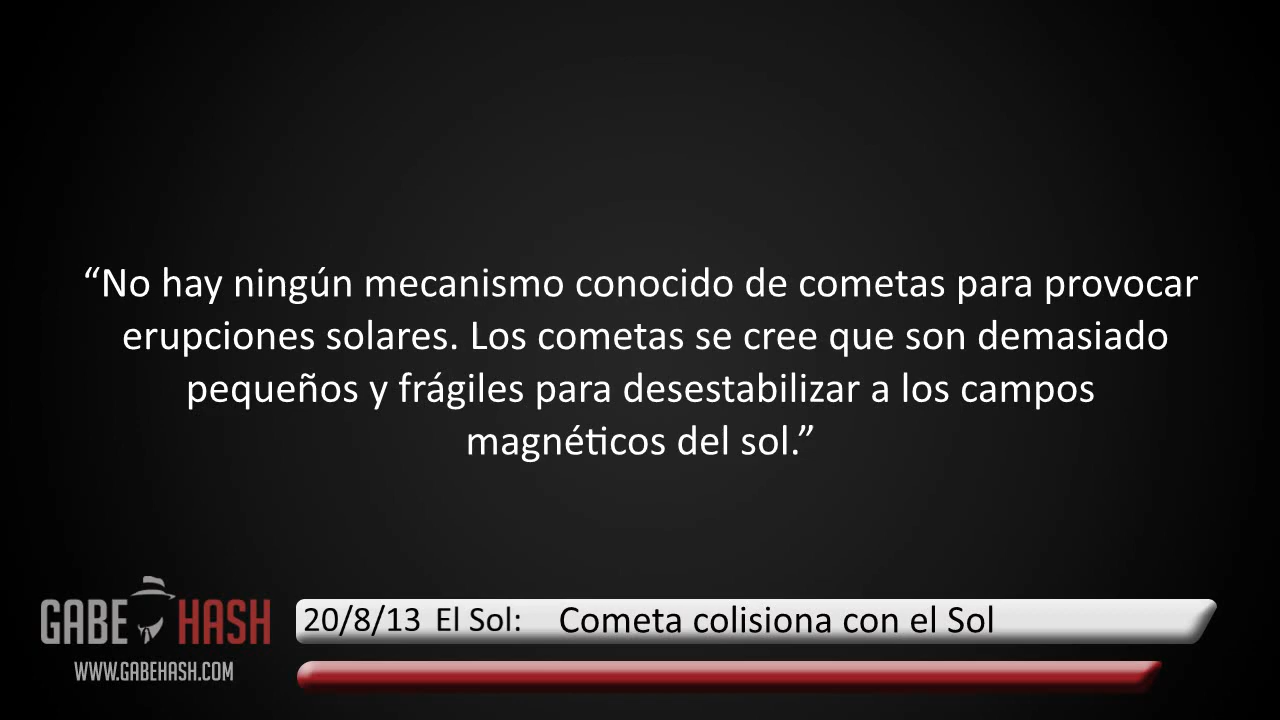 “No hay ningún mecanismo conocido de cometas para provocar
erupciones solares. Los cometas se cree que son demasiado
pequeños y frágiles para desestabilizar a los campos
magnéticos del sol.”
GABE HASH
WWW.GABEHASH.COM
20/8/13 El Sol: Cometa colisiona con el Sol